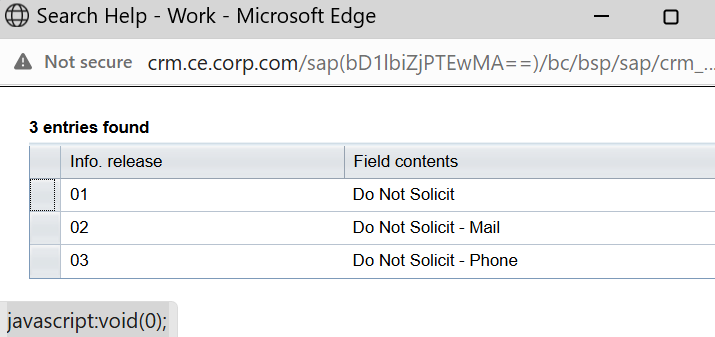 Search Help - Work - Microsoft Edge
Not secure crm.ce.corp.com/sap(bD1lbiZjPTEwMA==)/bc/bsp/sap/crm_...
3 entries found
Info. release Field contents
01 Do Not Solicit
02 Do Not Solicit - Mail
03 Do Not Solicit - Phone
javascript:void(0);